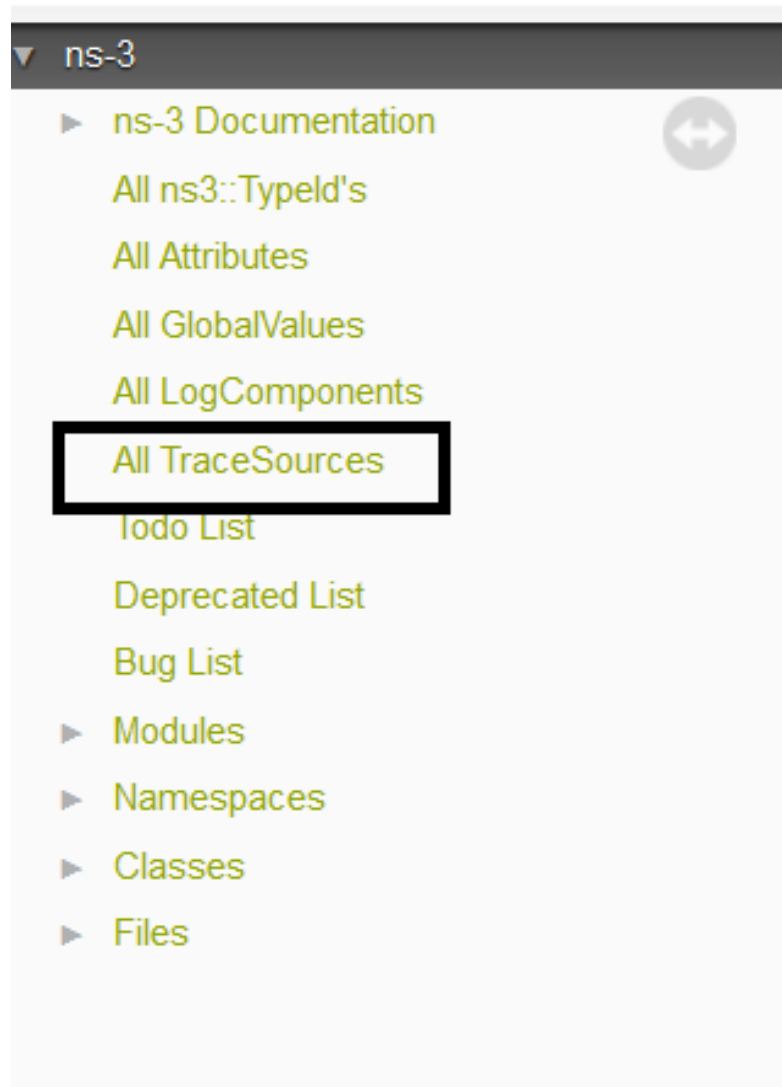 ns-3
ns-3 Documentation
All ns3::TypeId's
All Attributes
All GlobalValues
All LogComponents
All TraceSources
Todo List
Deprecated List
Bug List
Modules
Namespaces
Classes
Files